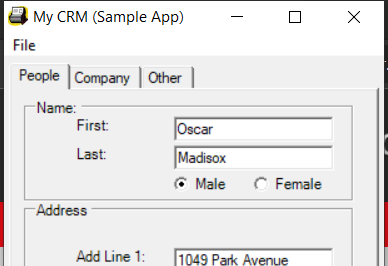 My CRM (Sample App)
File
People Company Other
Name:
First: Oscar
Last: Madisox
Male Female
Address
Add Line 1: 1049 Park Avenue